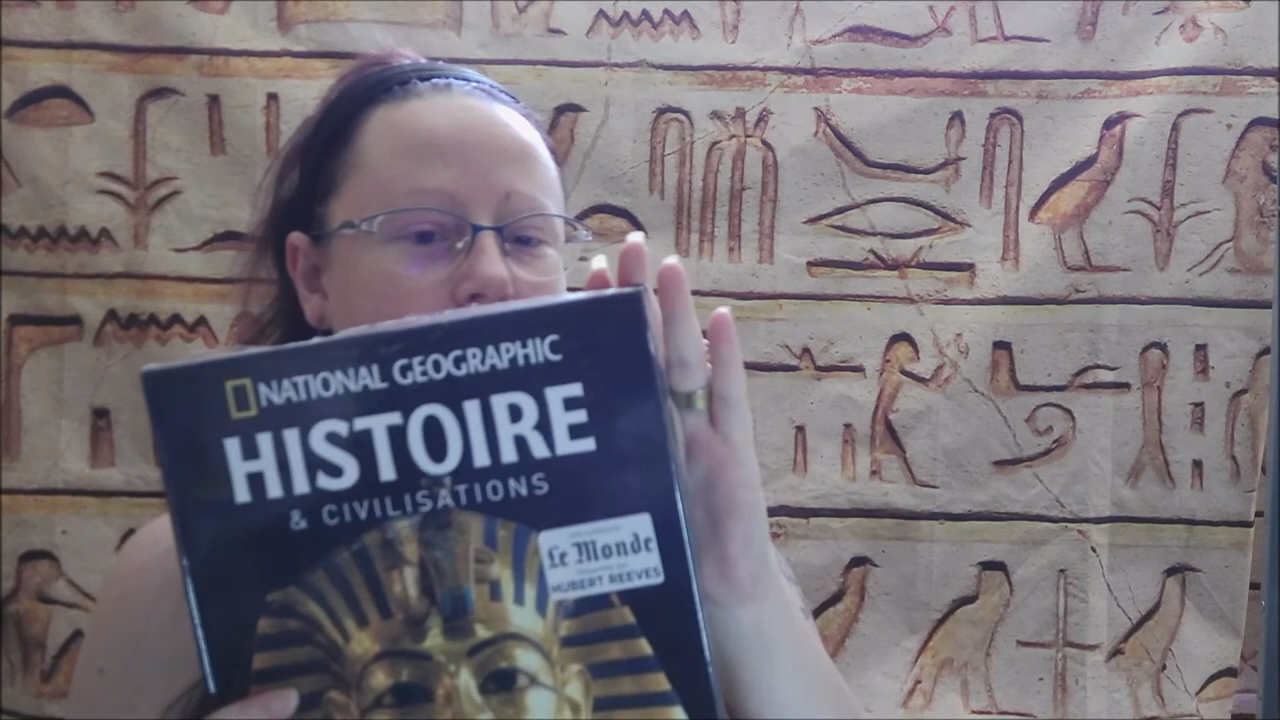 NATIONAL GEOGRAPHIC
HISTOIRE
& CIVILISATIONS
Le Monde
HUBERT REEVES